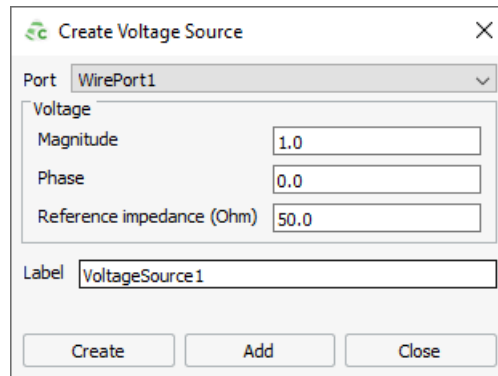 Create Voltage Source
Port WirePort1
Voltage
Magnitude 1.0
Phase 0.0
Reference impedance (Ohm) 50.0
Label VoltageSource1
Create Add Close